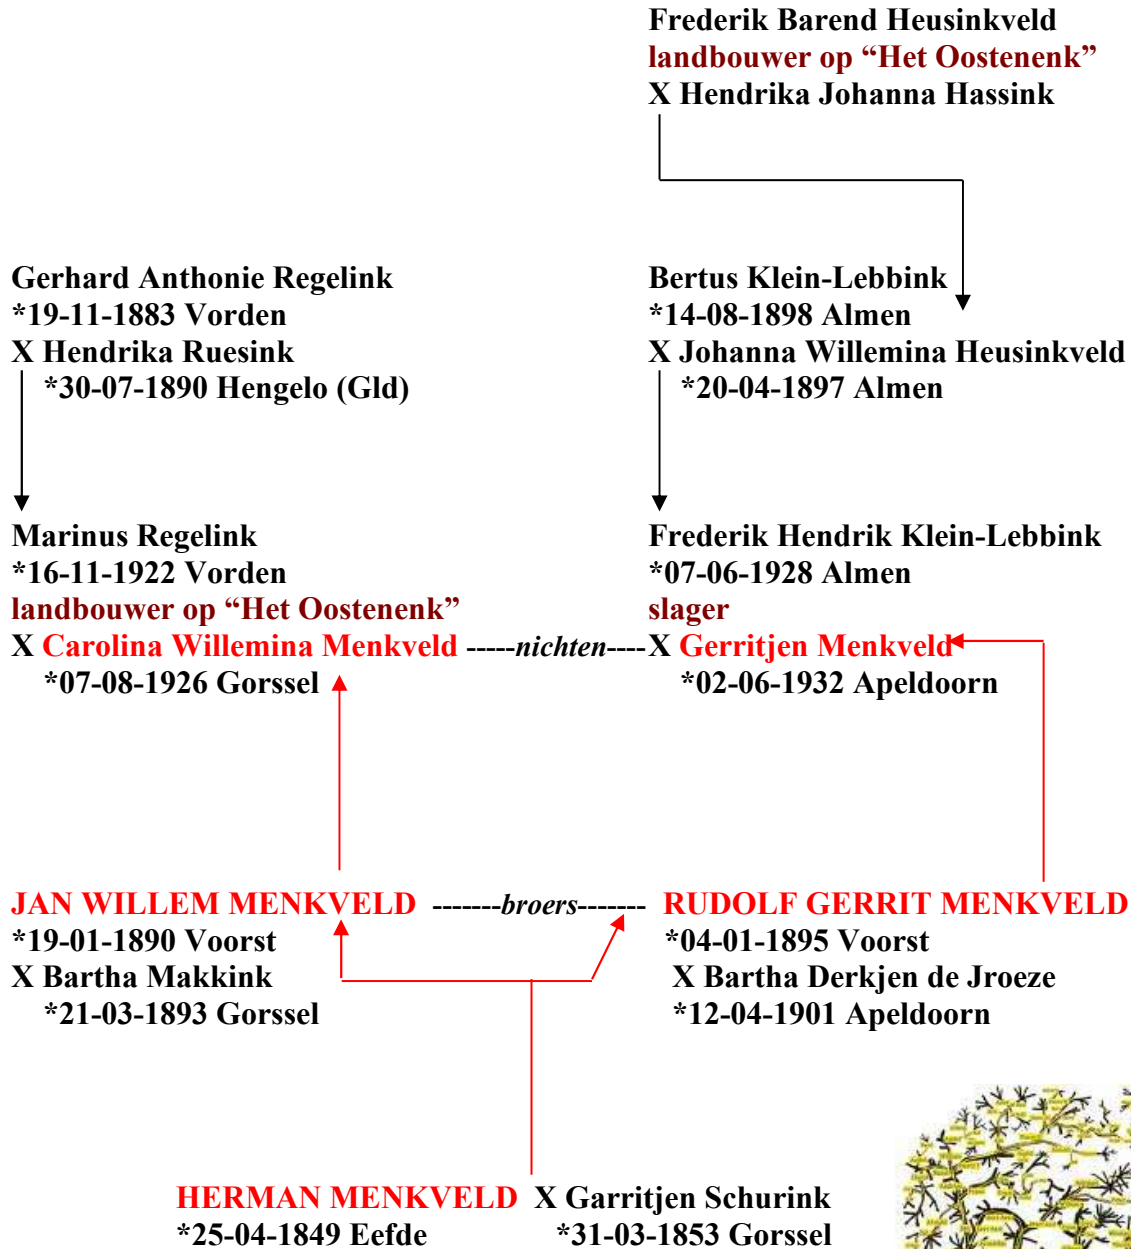 Frederik Barend Heusinkveld
landbouwer op “Het Oostenenk”
X Hendrika Johanna Hassink
Gerhard Anthonie Regelink
*19-11-1883 Vorden
X Hendrika Ruesink
*30-07-1890 Hengelo (Gld)
Bertus Klein-Lebbink
*14-08-1898 Almen
X Johanna Willemina Heusinkveld
*20-04-1897 Almen
Marinus Regelink
*16-11-1922 Vorden
landbouwer op “Het Oostenenk”
X Carolina Willemina Menkveld -----nichten----
*07-08-1926 Gorssel
Frederik Hendrik Klein-Lebbink
*07-06-1928 Almen
slager
X Gerritjen Menkveld
*02-06-1932 Apeldoorn
JAN WILLEM MENKVELD -------broers-------
*19-01-1890 Voorst
X Bartha Makkink
*21-03-1893 Gorssel
RUDOLF GERRIT MENKVELD
*04-01-1895 Voorst
X Bartha Derkjen de Jroeze
*12-04-1901 Apeldoorn
HERMAN MENKVELD X Garritjen Schurink
*25-04-1849 Eefde *31-03-1853 Gorssel